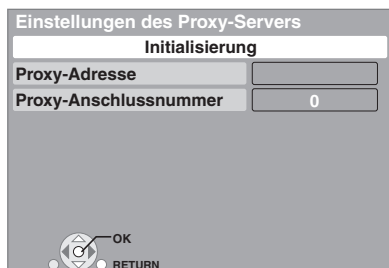 Einstellungen des Proxy-Servers
Initialisierung
Proxy-Adresse
Proxy-Anschlussnummer 0
OK
RETURN